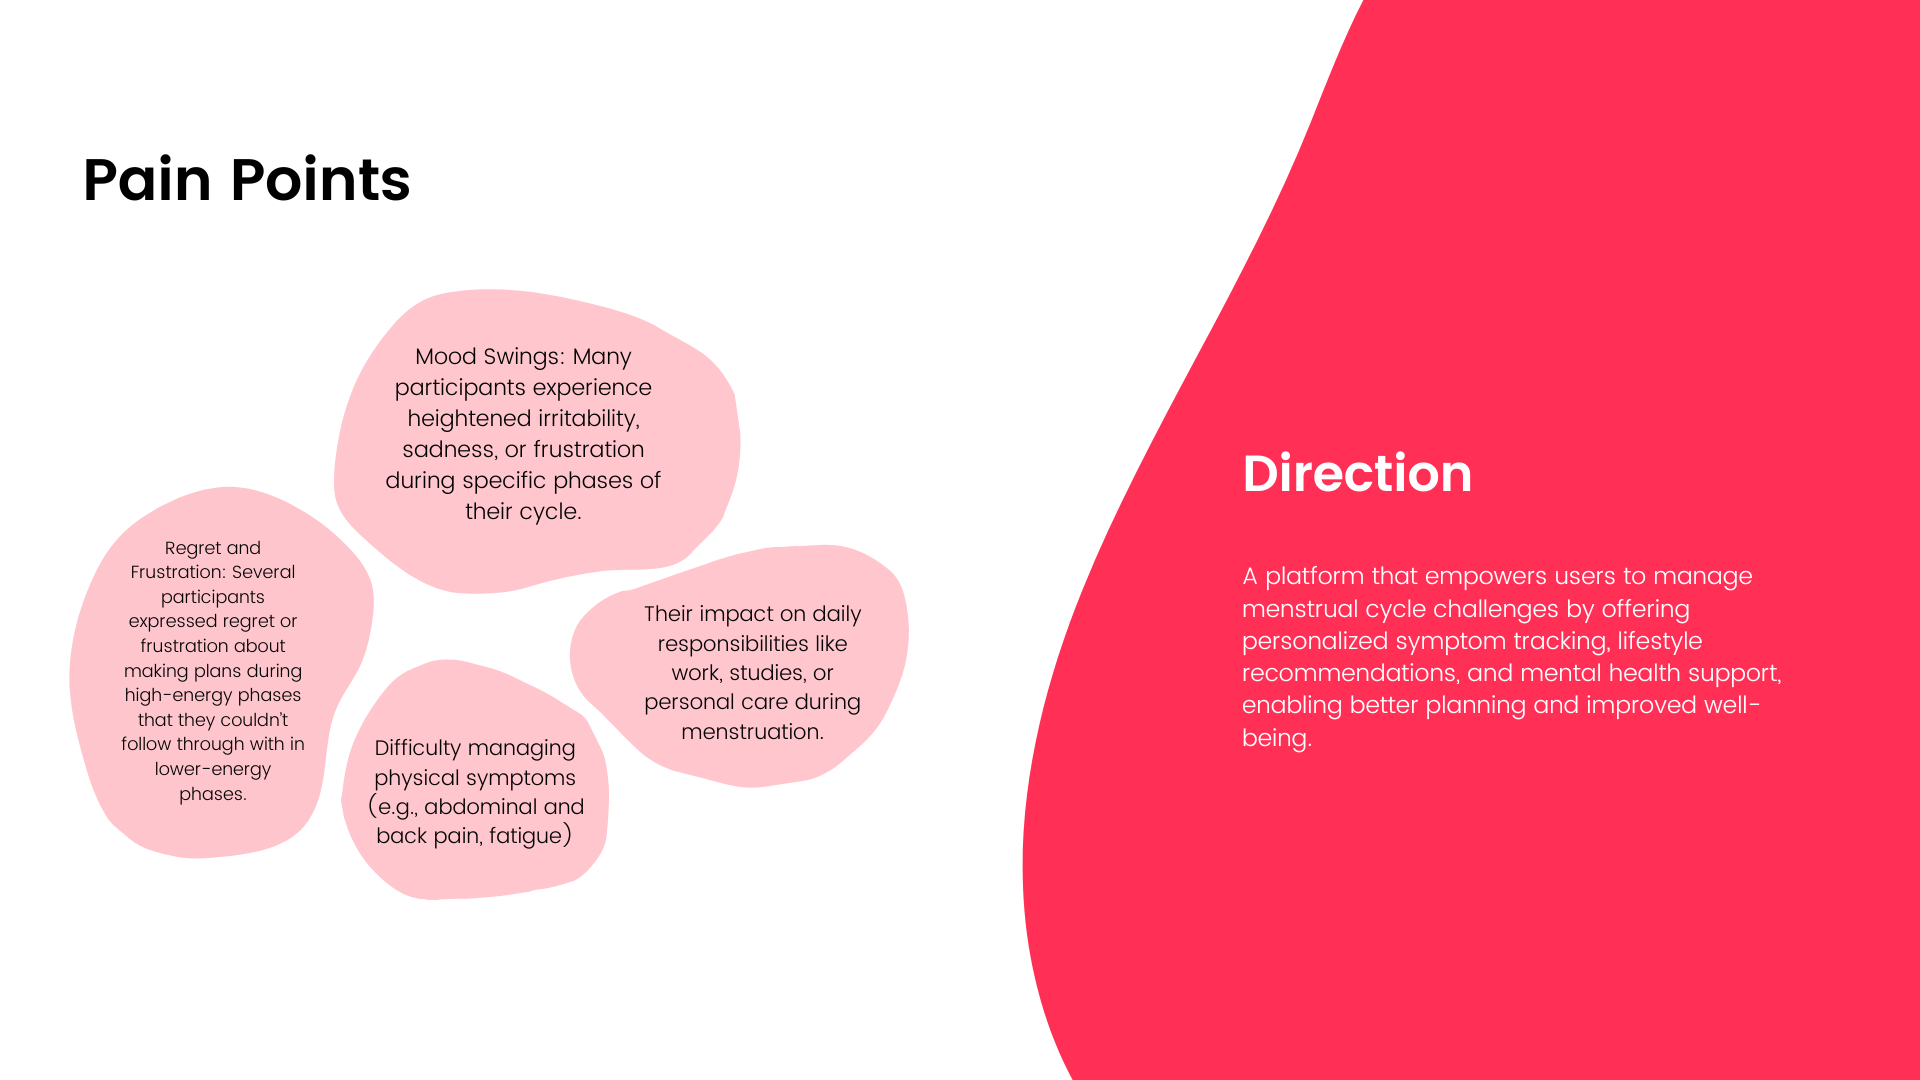 Pain Points
Mood Swings: Many
participants experience
heightened irritability,
sadness, or frustration
during specific phases of
their cycle.
Regret and
Frustration: Several
participants
expressed regret or
frustration about
making plans during
high-energy phases
that they couldn't
follow through with in
lower-energy
phases.
Their impact on daily
responsibilities like
work, studies, or
personal care during
menstruation.
Difficulty managing
physical symptoms
(e.g., abdominal and
back pain, fatigue)
Direction
A platform that empowers users to manage
menstrual cycle challenges by offering
personalized symptom tracking, lifestyle
recommendations, and mental health support,
enabling better planning and improved well-
being.